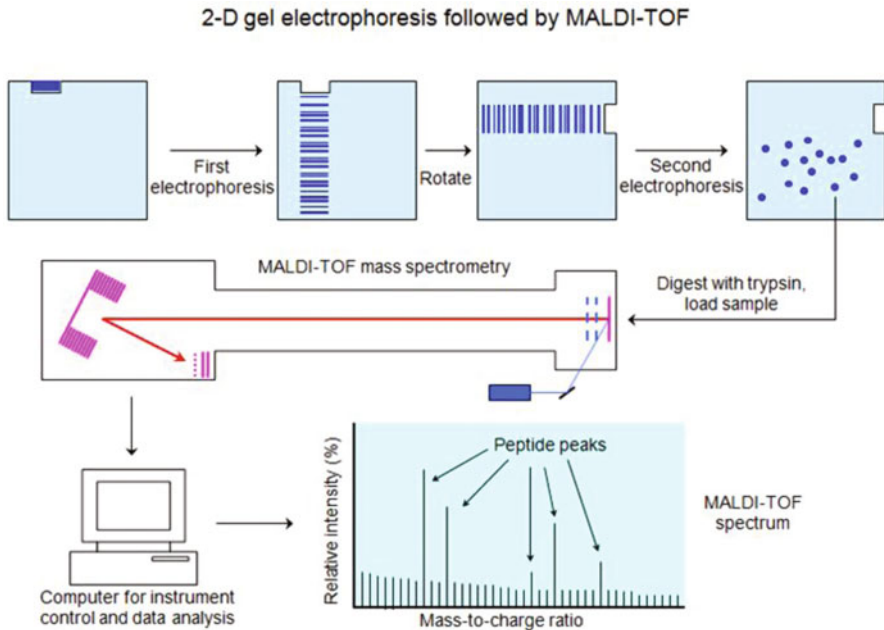 2-D gel electrophoresis followed by MALDI-TOF
First
electrophoresis
Rotate
Second
electrophoresis
MALDI-TOF mass spectrometry
Digest with trypsin,
load sample
Computer for instrument
control and data analysis
Relative intensity (%)
Peptide peaks
Mass-to-charge ratio
MALDI-TOF
spectrum